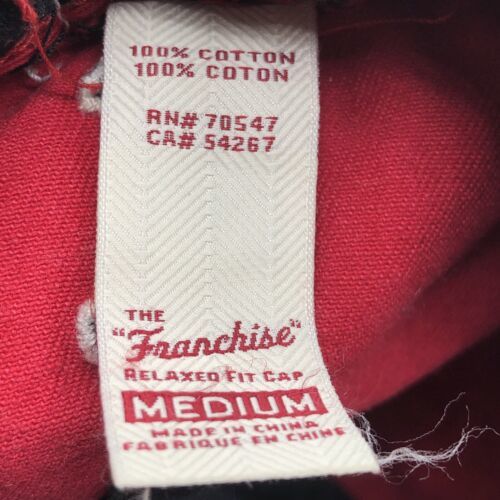 100% COTTON
100% COTON
RN# 70547
CA# 54267
THE
"Franchise"
RELAXED FIT CAP
MEDIUM
MADE IN CHINA
FABRIQUE EN CHINE